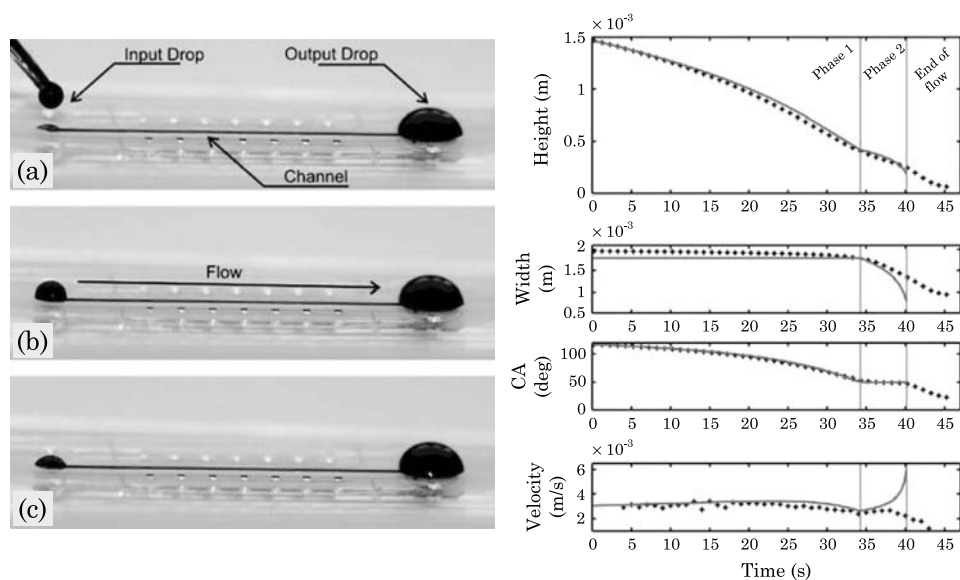 (a)
Input Drop
Output Drop
Channel
(b)
Flow
(c)
× 10⁻³
1.5
1
0.5
0
Height (m)
Phase 1
Phase 2
End of
flow
0 5 10 15 20 25 30 35 40 45
× 10⁻³
2
1.5
1
0.5
Width
(m)
0 5 10 15 20 25 30 35 40 45
100
50
0
CA
(deg)
0 5 10 15 20 25 30 35 40 45
× 10⁻³
6
4
2
Velocity
(m/s)
0 5 10 15 20 25 30 35 40 45
Time (s)